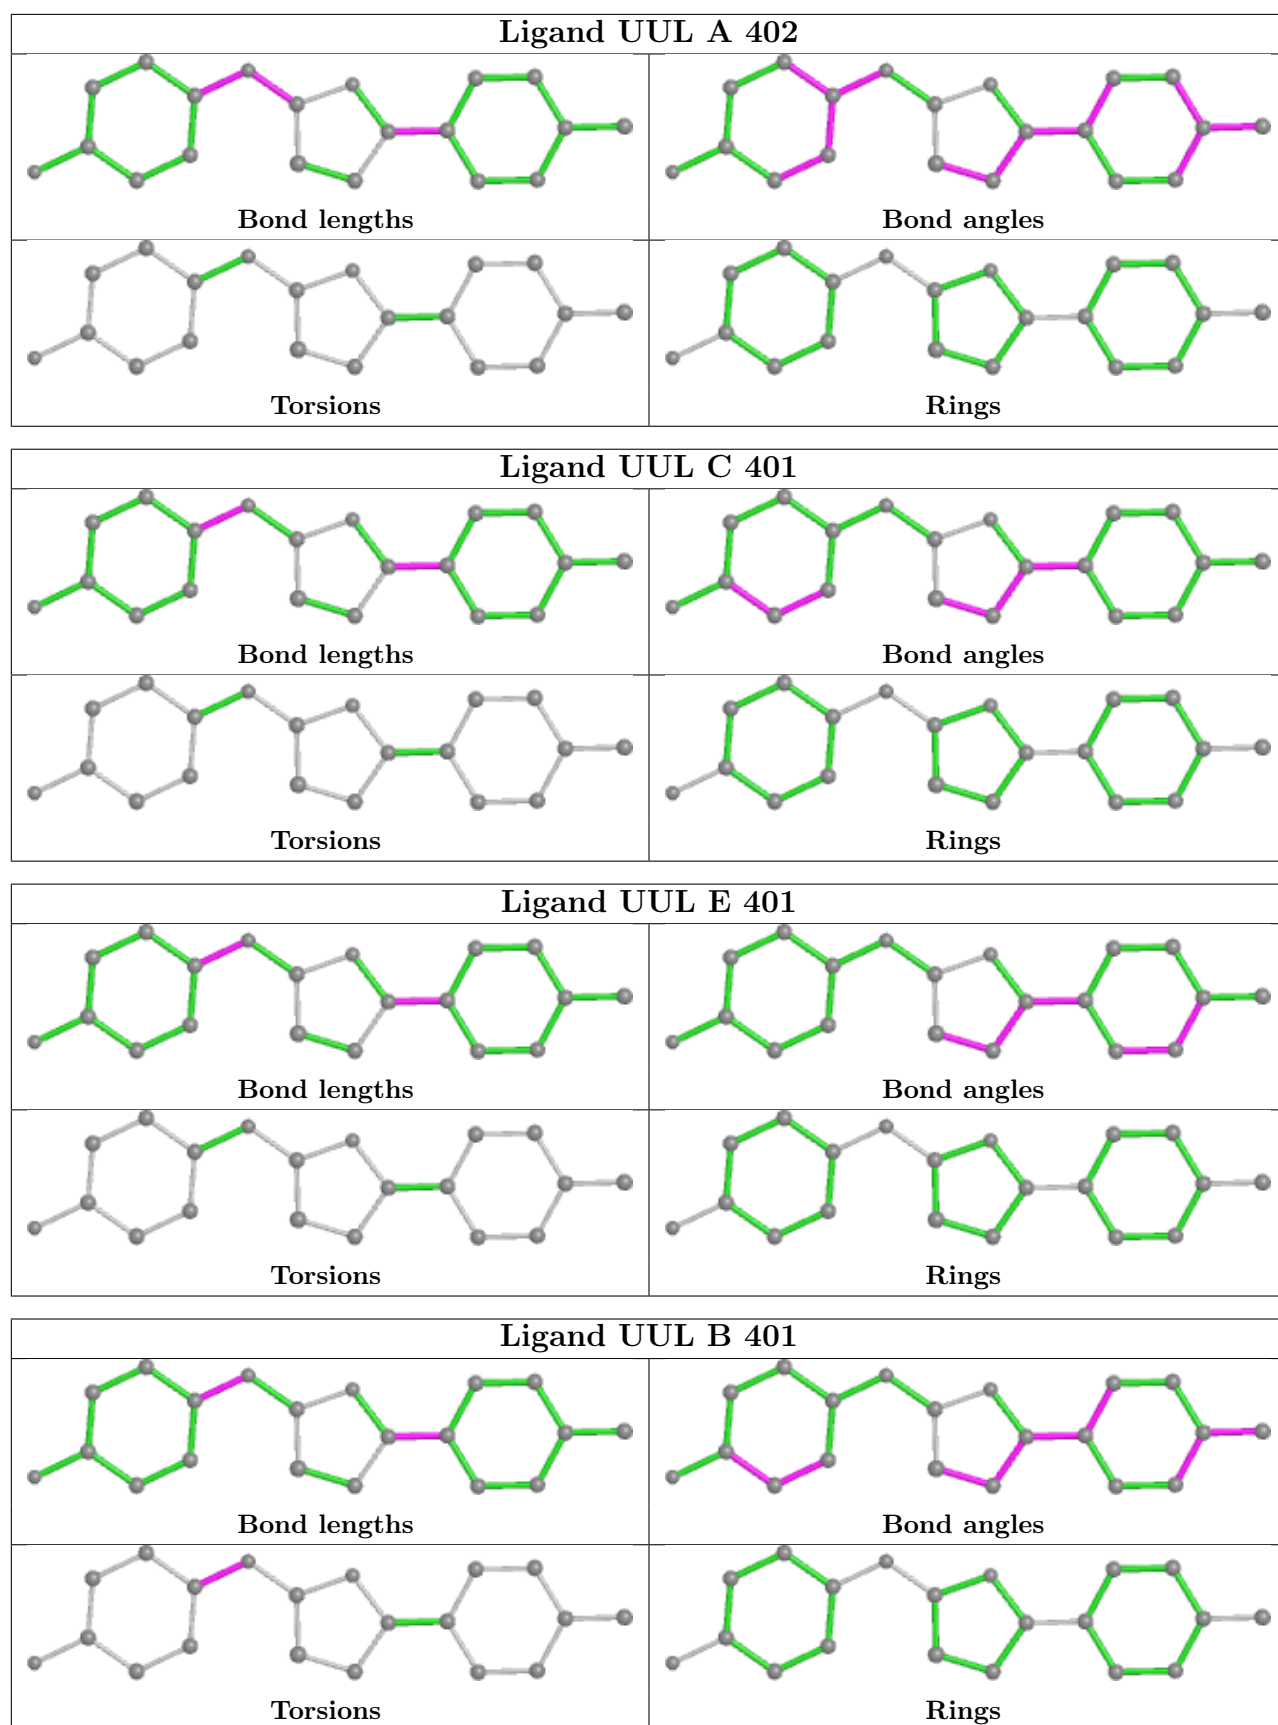 Ligand UUL A 402
Bond lengths
Bond angles
Torsions
Rings
Ligand UUL C 401
Bond lengths
Bond angles
Torsions
Rings
Ligand UUL E 401
Bond lengths
Bond angles
Torsions
Rings
Ligand UUL B 401
Bond lengths
Bond angles
Torsions
Rings